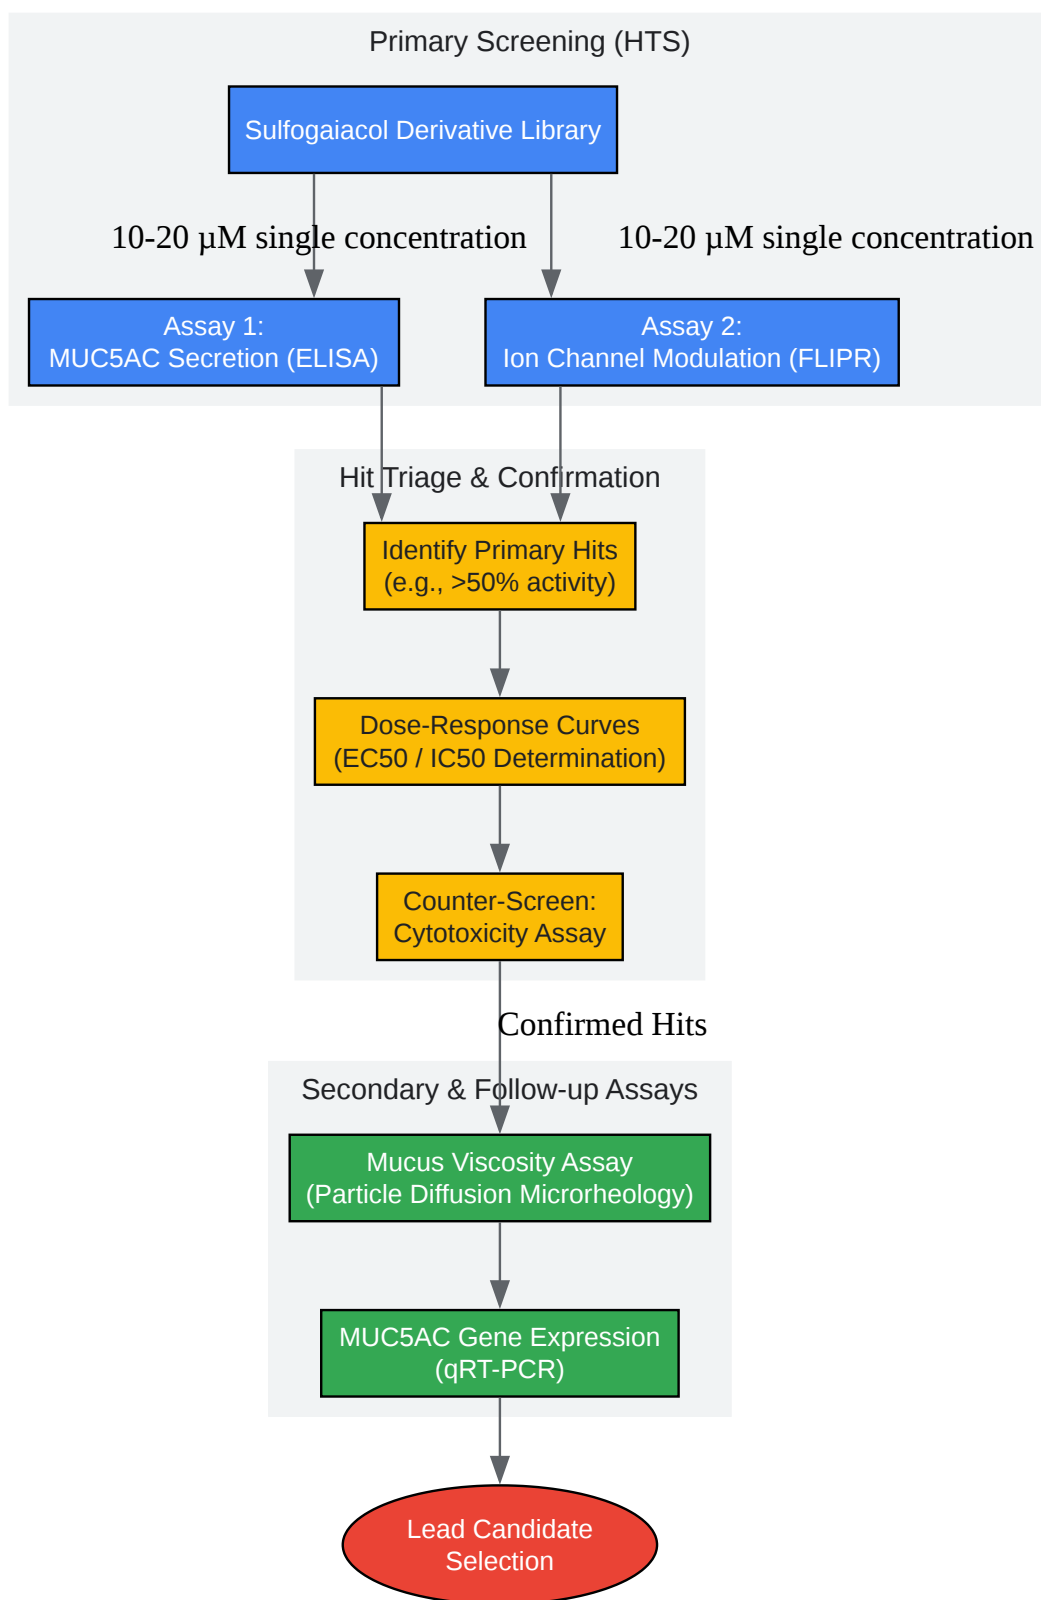 Primary Screening (HTS)
Sulfogaiacol Derivative Library
10-20 µM single concentration
10-20 µM single concentration
Assay 1:
MUC5AC Secretion (ELISA)
Assay 2:
Ion Channel Modulation (FLIPR)
Hit Triage & Confirmation
Identify Primary Hits
(e.g., >50% activity)
Dose-Response Curves
(EC50 / IC50 Determination)
Counter-Screen:
Cytotoxicity Assay
Confirmed Hits
Secondary & Follow-up Assays
Mucus Viscosity Assay
(Particle Diffusion Microrheology)
MUC5AC Gene Expression
(qRT-PCR)
Lead Candidate
Selection